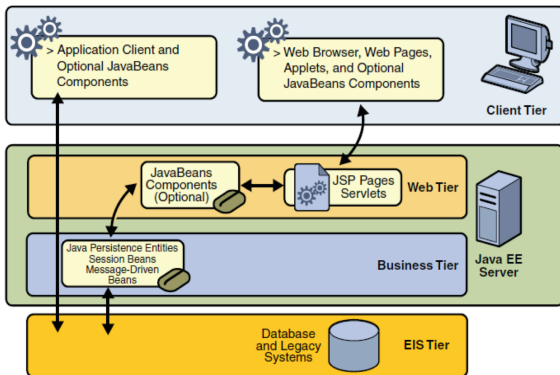 > Application Client and
Optional JavaBeans
Components
> Web Browser, Web Pages,
Applets, and Optional
JavaBeans Components
Client Tier
JavaBeans
Components
(Optional)
JSP Pages
Servlets
Web Tier
Java Persistence Entities
Session Beans
Message-Driven
Beans
Business Tier
Java EE
Server
Database
and Legacy
Systems
EIS Tier